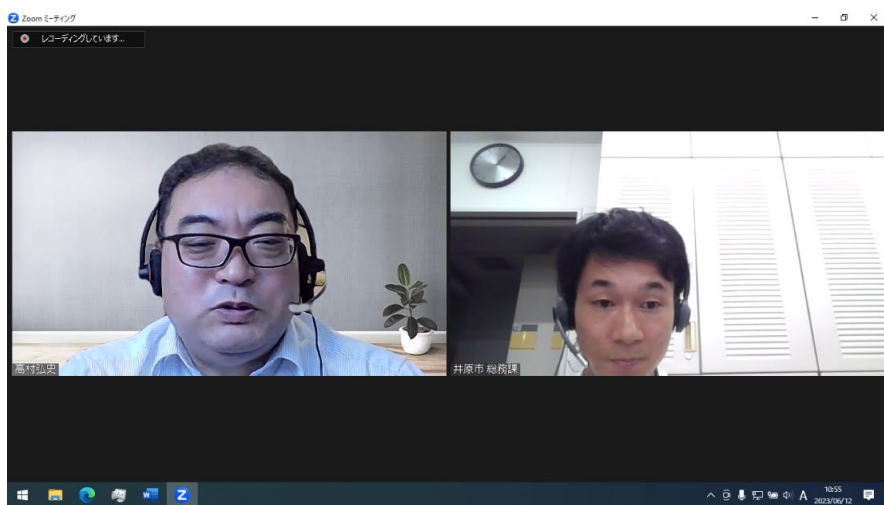 Zoom ミーティング
レコーディングしています...
高村弘史
井原市 総務課
A
10:55
2023/06/12